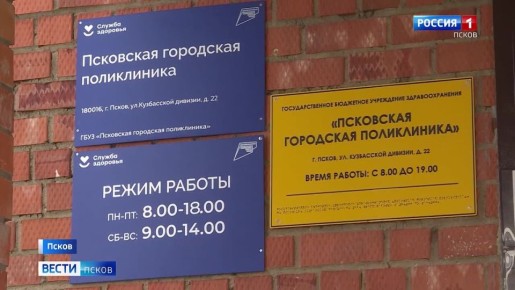 Служба
здоровья
Псковская городская
поликлиника
180016, г. Псков, ул.Кузбасской дивизии, д. 22
ГБУЗ «Псковская городская поликлиника»
Служба
здоровья
РЕЖИМ РАБОТЫ
ПН-ПТ: 8.00-18.00
СБ-ВС: 9.00-14.00
ГОСУДАРСТВЕННОЕ БЮДЖЕТНОЕ УЧРЕЖДЕНИЕ ЗДРАВООХРАНЕНИЯ
«ПСКОВСКАЯ
ГОРОДСКАЯ ПОЛИКЛИНИКА»
Г. ПСКОВ, УЛ. КУЗБАССКОЙ ДИВИЗИИ, Д. 22
ВРЕМЯ РАБОТЫ: С 8.00 ДО 19.00
РОССИЯ 1
ПСКОВ
Псков
ВЕСТИ ПСКОВ